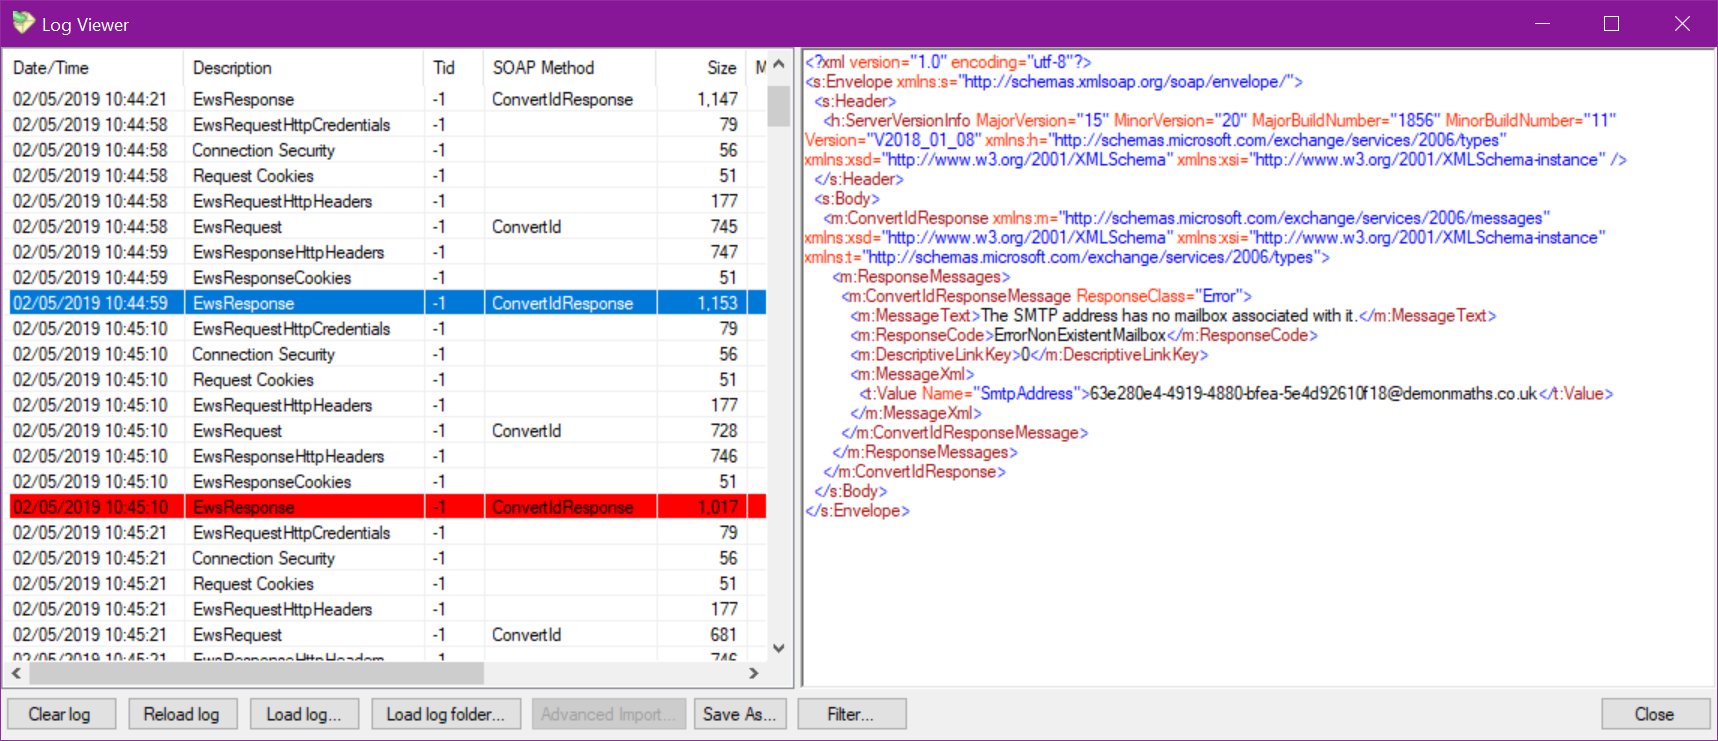 Log Viewer
Date/Time Description Tid SOAP Method Size M
02/05/2019 10:44:21 EwsResponse -1 ConvertIdResponse 1,147
02/05/2019 10:44:58 EwsRequestHttpCredentials -1 79
02/05/2019 10:44:58 Connection Security -1 56
02/05/2019 10:44:58 Request Cookies -1 51
02/05/2019 10:44:58 EwsRequestHttpHeaders -1 177
02/05/2019 10:44:58 EwsRequest -1 ConvertId 745
02/05/2019 10:44:59 EwsResponseHttpHeaders -1 747
02/05/2019 10:44:59 EwsResponseCookies -1 51
02/05/2019 10:44:59 EwsResponse -1 ConvertIdResponse 1,153
02/05/2019 10:45:10 EwsRequestHttpCredentials -1 79
02/05/2019 10:45:10 Connection Security -1 56
02/05/2019 10:45:10 Request Cookies -1 51
02/05/2019 10:45:10 EwsRequestHttpHeaders -1 177
02/05/2019 10:45:10 EwsRequest -1 ConvertId 728
02/05/2019 10:45:10 EwsResponseHttpHeaders -1 746
02/05/2019 10:45:10 EwsResponseCookies -1 51
02/05/2019 10:45:10 EwsResponse -1 ConvertIdResponse 1,017
02/05/2019 10:45:21 EwsRequestHttpCredentials -1 79
02/05/2019 10:45:21 Connection Security -1 56
02/05/2019 10:45:21 Request Cookies -1 51
02/05/2019 10:45:21 EwsRequestHttpHeaders -1 177
02/05/2019 10:45:21 EwsRequest -1 ConvertId 681
02/05/2019 10:45:21 EwsResponseHttpHeaders -1 746
<?xml version="1.0" encoding="utf-8"?>
<s:Envelope xmlns:s="http://schemas.xmlsoap.org/soap/envelope/">
<s:Header>
<h:ServerVersionInfo MajorVersion="15" MinorVersion="20" MajorBuildNumber="1856" MinorBuildNumber="11"
Version="V2018_01_08" xmlns:h="http://schemas.microsoft.com/exchange/services/2006/types"
xmlns:xsd="http://www.w3.org/2001/XMLSchema" xmlns:xsi="http://www.w3.org/2001/XMLSchema-instance" />
</s:Header>
<s:Body>
<m:ConvertIdResponse xmlns:m="http://schemas.microsoft.com/exchange/services/2006/messages"
xmlns:xsd="http://www.w3.org/2001/XMLSchema" xmlns:xsi="http://www.w3.org/2001/XMLSchema-instance"
xmlns:t="http://schemas.microsoft.com/exchange/services/2006/types">
<m:ResponseMessages>
<m:ConvertIdResponseMessage ResponseClass="Error">
<m:MessageText>The SMTP address has no mailbox associated with it.</m:MessageText>
<m:ResponseCode>ErrorNonExistentMailbox</m:ResponseCode>
<m:DescriptiveLinkKey>0</m:DescriptiveLinkKey>
<m:MessageXml>
<t:Value Name="SmtpAddress">63e280e4-4919-4880-bfea-5e4d92610f18@demonmaths.co.uk</t:Value>
</m:MessageXml>
</m:ConvertIdResponseMessage>
</m:ResponseMessages>
</m:ConvertIdResponse>
</s:Body>
</s:Envelope>
Clear log Reload log Load log... Load log folder... Advanced Import... Save As... Filter... Close